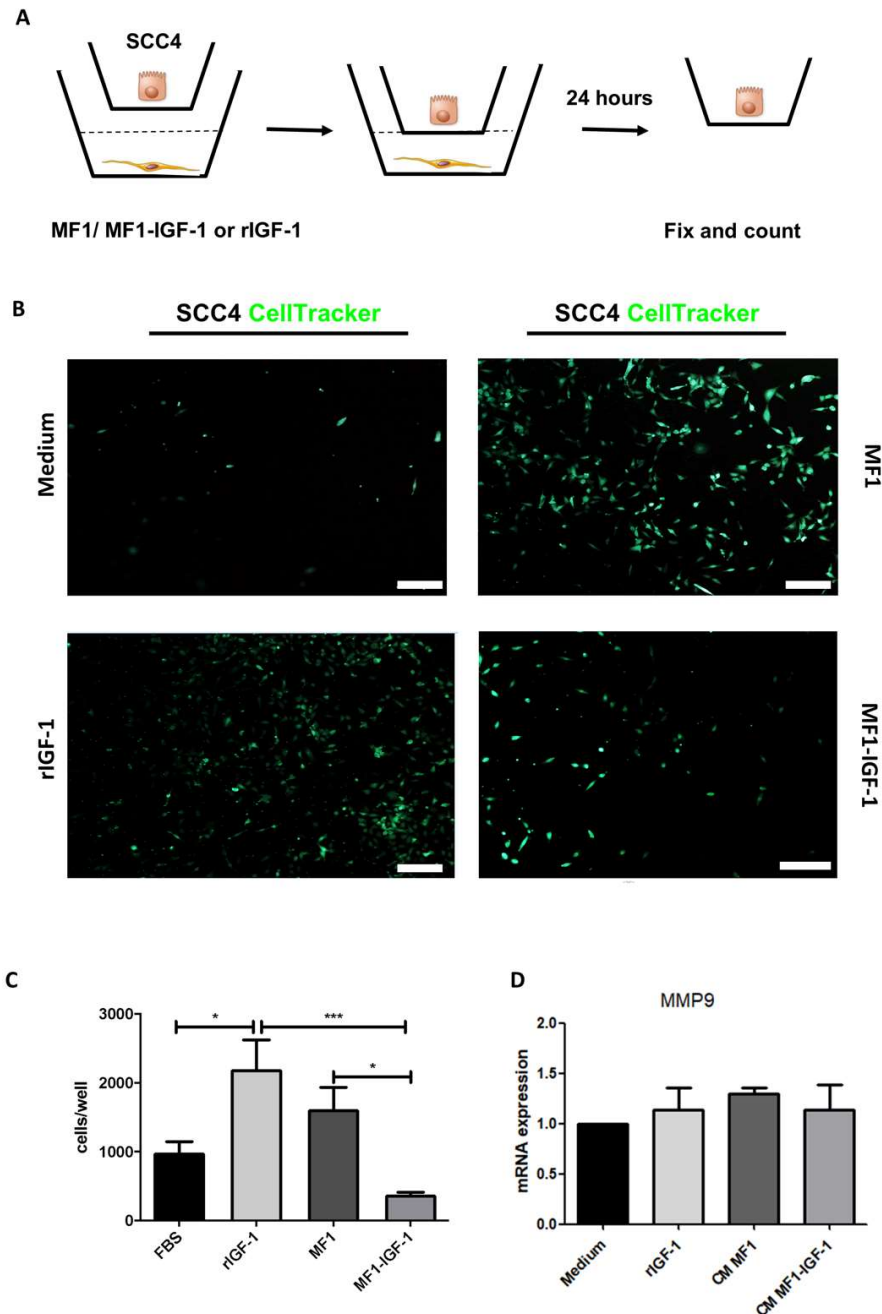 A
SCC4
24 hours
MF1/ MF1-IGF-1 or rIGF-1
Fix and count
B
SCC4 CellTracker
SCC4 CellTracker
Medium
MF1
rIGF-1
MF1-IGF-1
C
3000
2000
1000
0
cells/well
*
***
*
FBS
rIGF-1
MF1
MF1-IGF-1
D
MMP9
2.0
1.5
1.0
0.5
0.0
mRNA expression
Medium
rIGF-1
CM MF1
CM MF1-IGF-1